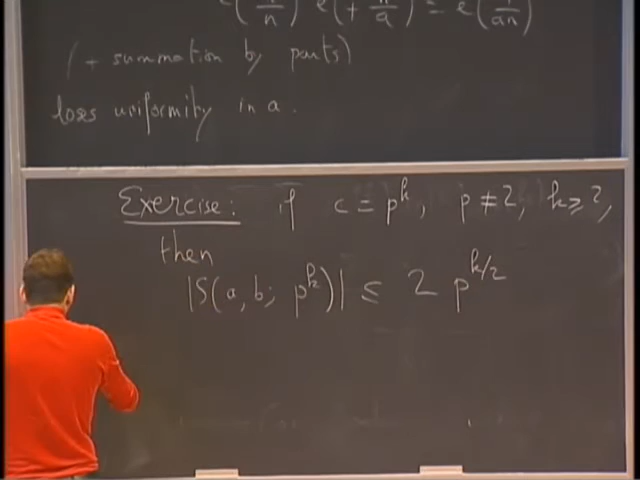 (+ summation by parts)
loses uniformity in a.
Exercise: if c = p^k, p ≠ 2, k ≥ 2,
then
|S(a, b; p^k)| ≤ 2 p^{k/2}